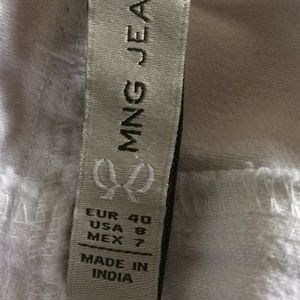 MNG JEA
EUR 40
USA 8
MEX 7
MADE IN
INDIA